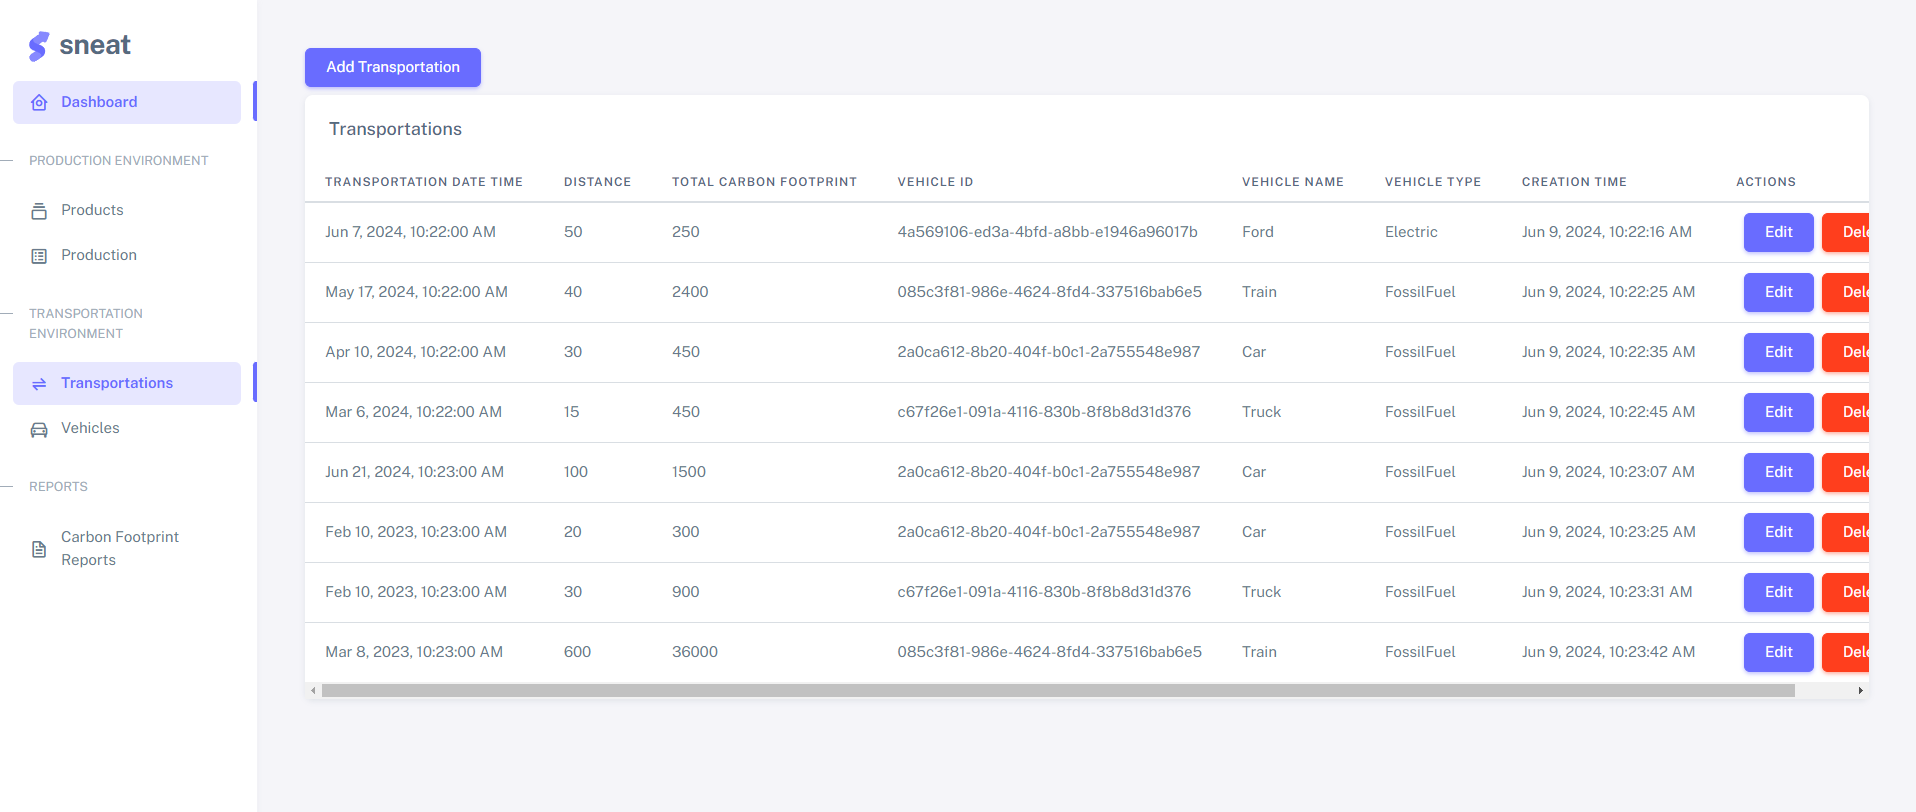 sneat
Dashboard
PRODUCTION ENVIRONMENT
Products
Production
TRANSPORTATION
ENVIRONMENT
Transportations
Vehicles
REPORTS
Carbon Footprint
Reports
Add Transportation
Transportations
TRANSPORTATION DATE TIME DISTANCE TOTAL CARBON FOOTPRINT VEHICLE ID VEHICLE NAME VEHICLE TYPE CREATION TIME ACTIONS
Jun 7, 2024, 10:22:00 AM 50 250 4a569106-ed3a-4bfd-a8bb-e1946a96017b Ford Electric Jun 9, 2024, 10:22:16 AM Edit Dele
May 17, 2024, 10:22:00 AM 40 2400 085c3f81-986e-4624-8fd4-337516bab6e5 Train FossilFuel Jun 9, 2024, 10:22:25 AM Edit Dele
Apr 10, 2024, 10:22:00 AM 30 450 2a0ca612-8b20-404f-b0c1-2a755548e987 Car FossilFuel Jun 9, 2024, 10:22:35 AM Edit Dele
Mar 6, 2024, 10:22:00 AM 15 450 c67f26e1-091a-4116-830b-8f8b8d31d376 Truck FossilFuel Jun 9, 2024, 10:22:45 AM Edit Dele
Jun 21, 2024, 10:23:00 AM 100 1500 2a0ca612-8b20-404f-b0c1-2a755548e987 Car FossilFuel Jun 9, 2024, 10:23:07 AM Edit Dele
Feb 10, 2023, 10:23:00 AM 20 300 2a0ca612-8b20-404f-b0c1-2a755548e987 Car FossilFuel Jun 9, 2024, 10:23:25 AM Edit Dele
Feb 10, 2023, 10:23:00 AM 30 900 c67f26e1-091a-4116-830b-8f8b8d31d376 Truck FossilFuel Jun 9, 2024, 10:23:31 AM Edit Dele
Mar 8, 2023, 10:23:00 AM 600 36000 085c3f81-986e-4624-8fd4-337516bab6e5 Train FossilFuel Jun 9, 2024, 10:23:42 AM Edit Dele